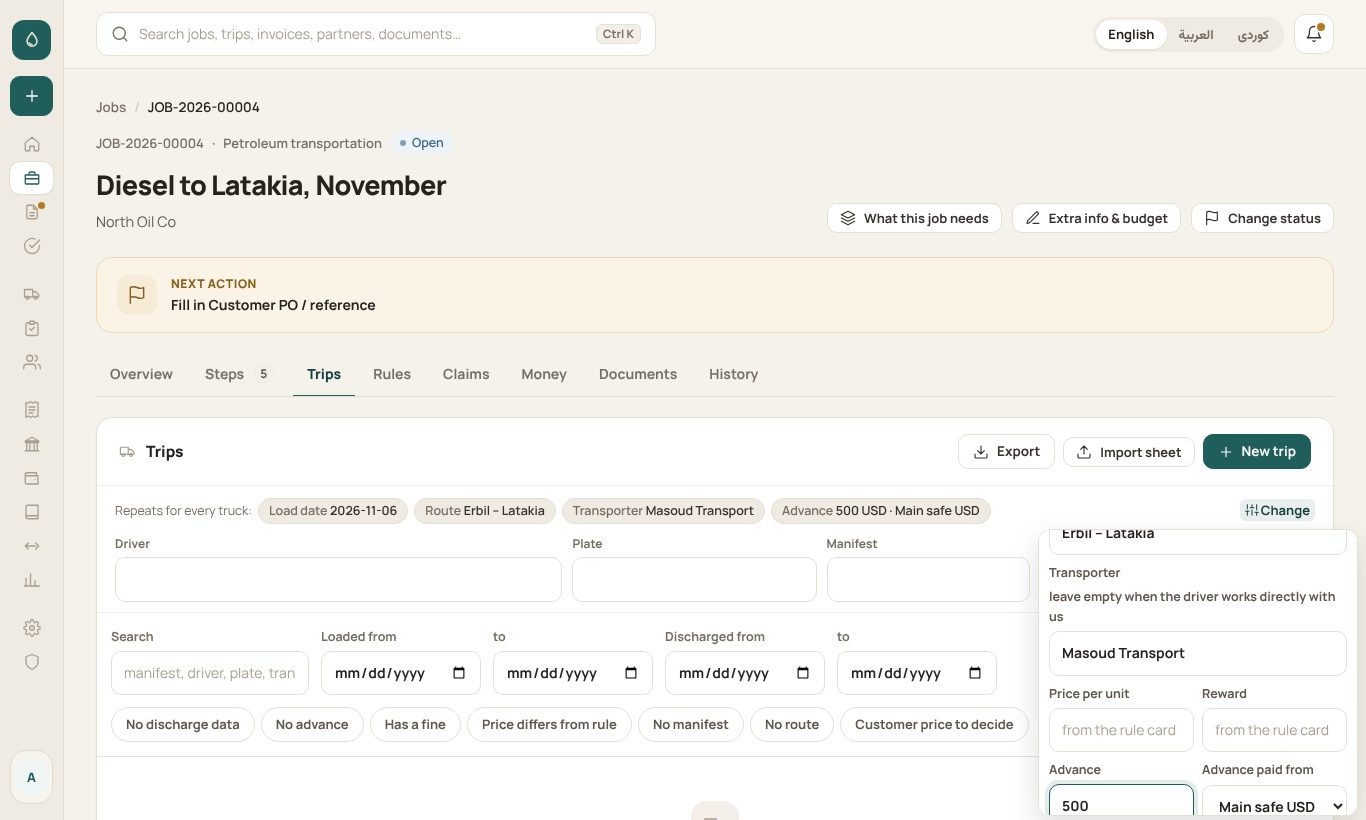 Search jobs, trips, invoices, partners, documents...
Ctrl K
English
العربية
کوردی
Jobs / JOB-2026-00004
JOB-2026-00004 · Petroleum transportation
Open
Diesel to Latakia, November
North Oil Co
What this job needs
Extra info & budget
Change status
NEXT ACTION
Fill in Customer PO / reference
Overview
Steps 5
Trips
Rules
Claims
Money
Documents
History
Trips
Export
Import sheet
New trip
Repeats for every truck:
Load date 2026-11-06
Route Erbil – Latakia
Transporter Masoud Transport
Advance 500 USD · Main safe USD
Change
Driver
Plate
Manifest
Erbil – Latakia
Transporter
leave empty when the driver works directly with
us
Masoud Transport
Price per unit
Reward
from the rule card
from the rule card
Advance
Advance paid from
500
Main safe USD
Search
Loaded from
to
Discharged from
to
manifest, driver, plate, tran
mm/dd/yyyy
mm/dd/yyyy
mm/dd/yyyy
mm/dd/yyyy
No discharge data
No advance
Has a fine
Price differs from rule
No manifest
No route
Customer price to decide
A